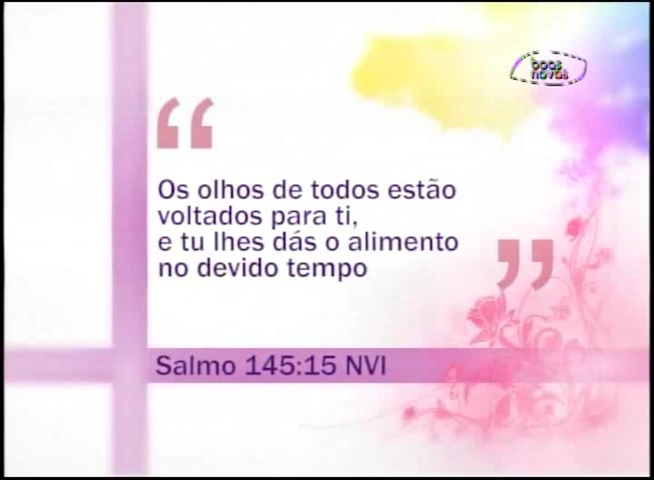 boas
novas
“
Os olhos de todos estão
voltados para ti,
e tu lhes dás o alimento
no devido tempo
”
Salmo 145:15 NVI